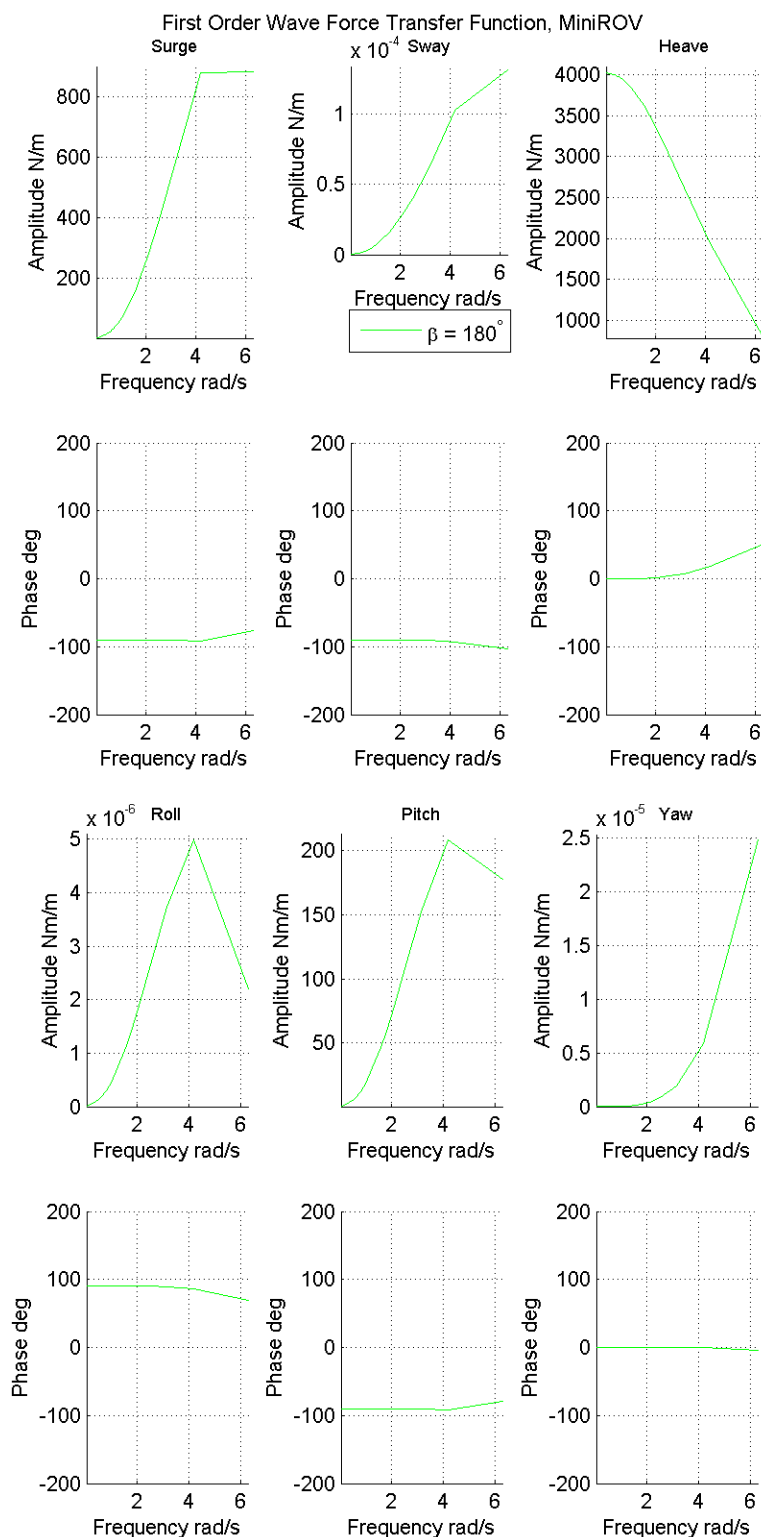 First Order Wave Force Transfer Function, MiniROV
Surge
x 10^-4 Sway
Heave
Amplitude N/m
800
600
400
200
2 4 6
Frequency rad/s
Amplitude N/m
1
0.5
0
2 4 6
Frequency rad/s
β = 180°
Amplitude N/m
4000
3500
3000
2500
2000
1500
1000
2 4 6
Frequency rad/s
Phase deg
200
100
0
-100
-200
2 4 6
Frequency rad/s
Phase deg
200
100
0
-100
-200
2 4 6
Frequency rad/s
Phase deg
200
100
0
-100
-200
2 4 6
Frequency rad/s
x 10^-6 Roll
Amplitude Nm/m
5
4
3
2
1
0
0 2 4 6
Frequency rad/s
Pitch
Amplitude Nm/m
200
150
100
50
0 2 4 6
Frequency rad/s
x 10^-5 Yaw
Amplitude Nm/m
2.5
2
1.5
1
0.5
0
2 4 6
Frequency rad/s
Phase deg
200
100
0
-100
-200
0 2 4 6
Frequency rad/s
Phase deg
200
100
0
-100
-200
0 2 4 6
Frequency rad/s
Phase deg
200
100
0
-100
-200
2 4 6
Frequency rad/s